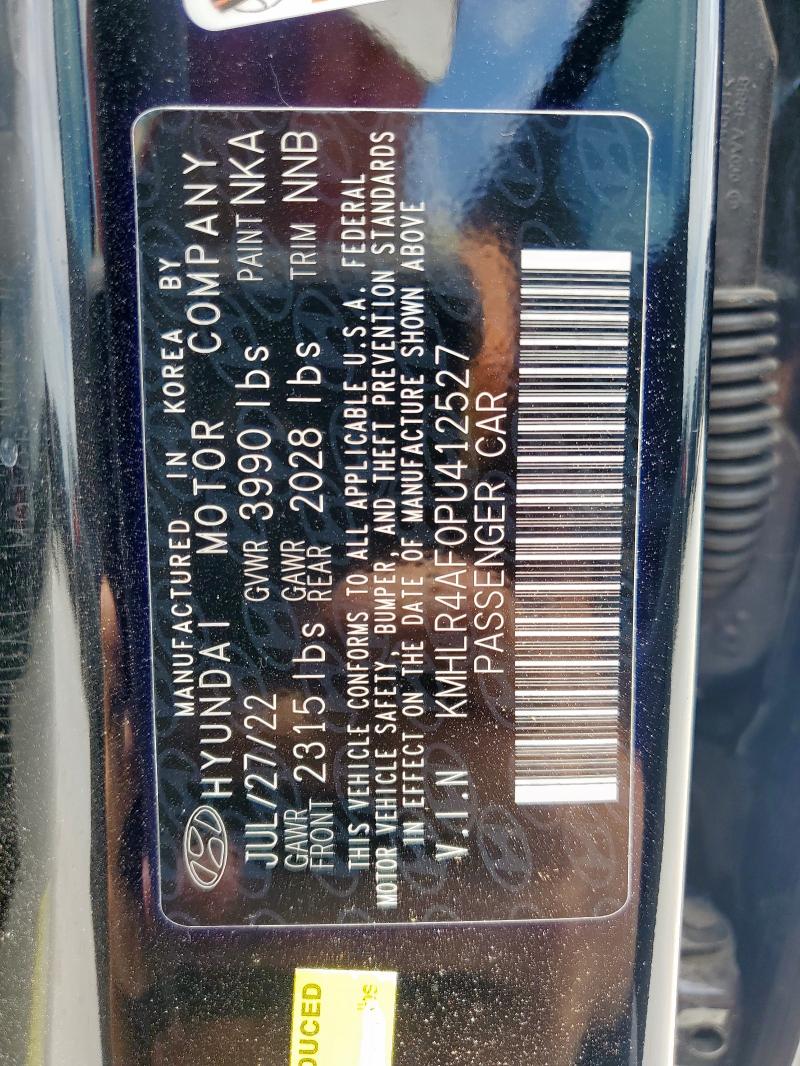 MANUFACTURED IN KOREA BY
HYUNDAI MOTOR COMPANY
JUL/27/22 GVWR 3990 lbs PAINT NKA
GAWR FRONT 2315 lbs GAWR REAR 2028 lbs TRIM NNB
THIS VEHICLE CONFORMS TO ALL APPLICABLE U.S.A. FEDERAL
MOTOR VEHICLE SAFETY, BUMPER, AND THEFT PREVENTION STANDARDS
IN EFFECT ON THE DATE OF MANUFACTURE SHOWN ABOVE
V.I.N KMHLR4AF0PU412527
PASSENGER CAR
DUCED
lbs